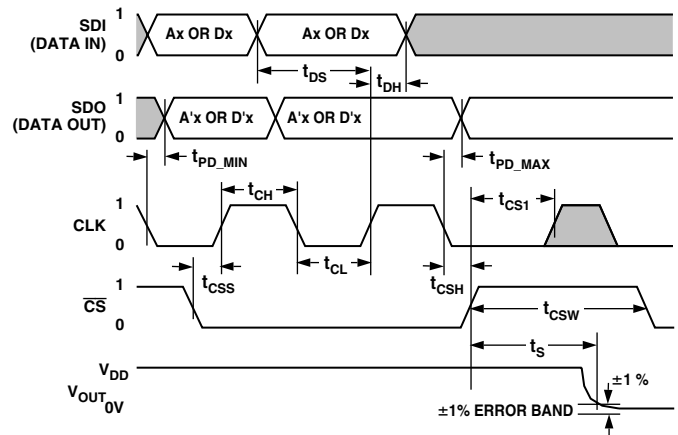 SDI
(DATA IN)
1
0
Ax OR Dx
Ax OR Dx
tDS
tDH
SDO
(DATA OUT)
1
0
A'x OR D'x
A'x OR D'x
tPD_MIN
tPD_MAX
tCH
tCS1
CLK
1
0
tCSS
tCL
tCSH
CS
1
0
tCSW
tS
VDD
VOUT
0V
±1 %
±1% ERROR BAND